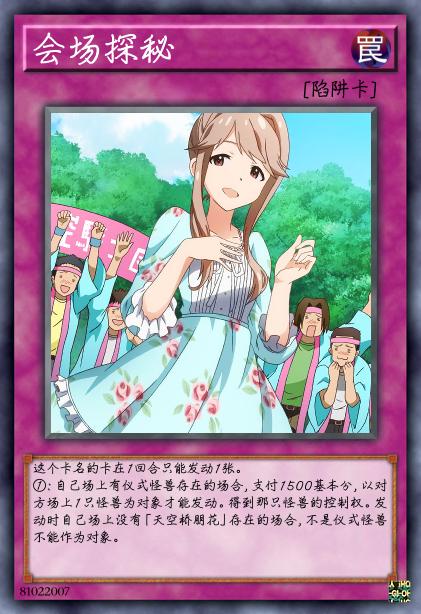 会场探秘
罠
[陷阱卡]
这个卡名的卡在1回合只能发动1张。
①：自己场上有仪式怪兽存在的场合，支付1500基本分，以对
方场上1只怪兽为对象才能发动。得到那只怪兽的控制权。发
动时自己场上没有「天空桥朋花」存在的场合，不是仪式怪兽
不能作为对象。
81022007